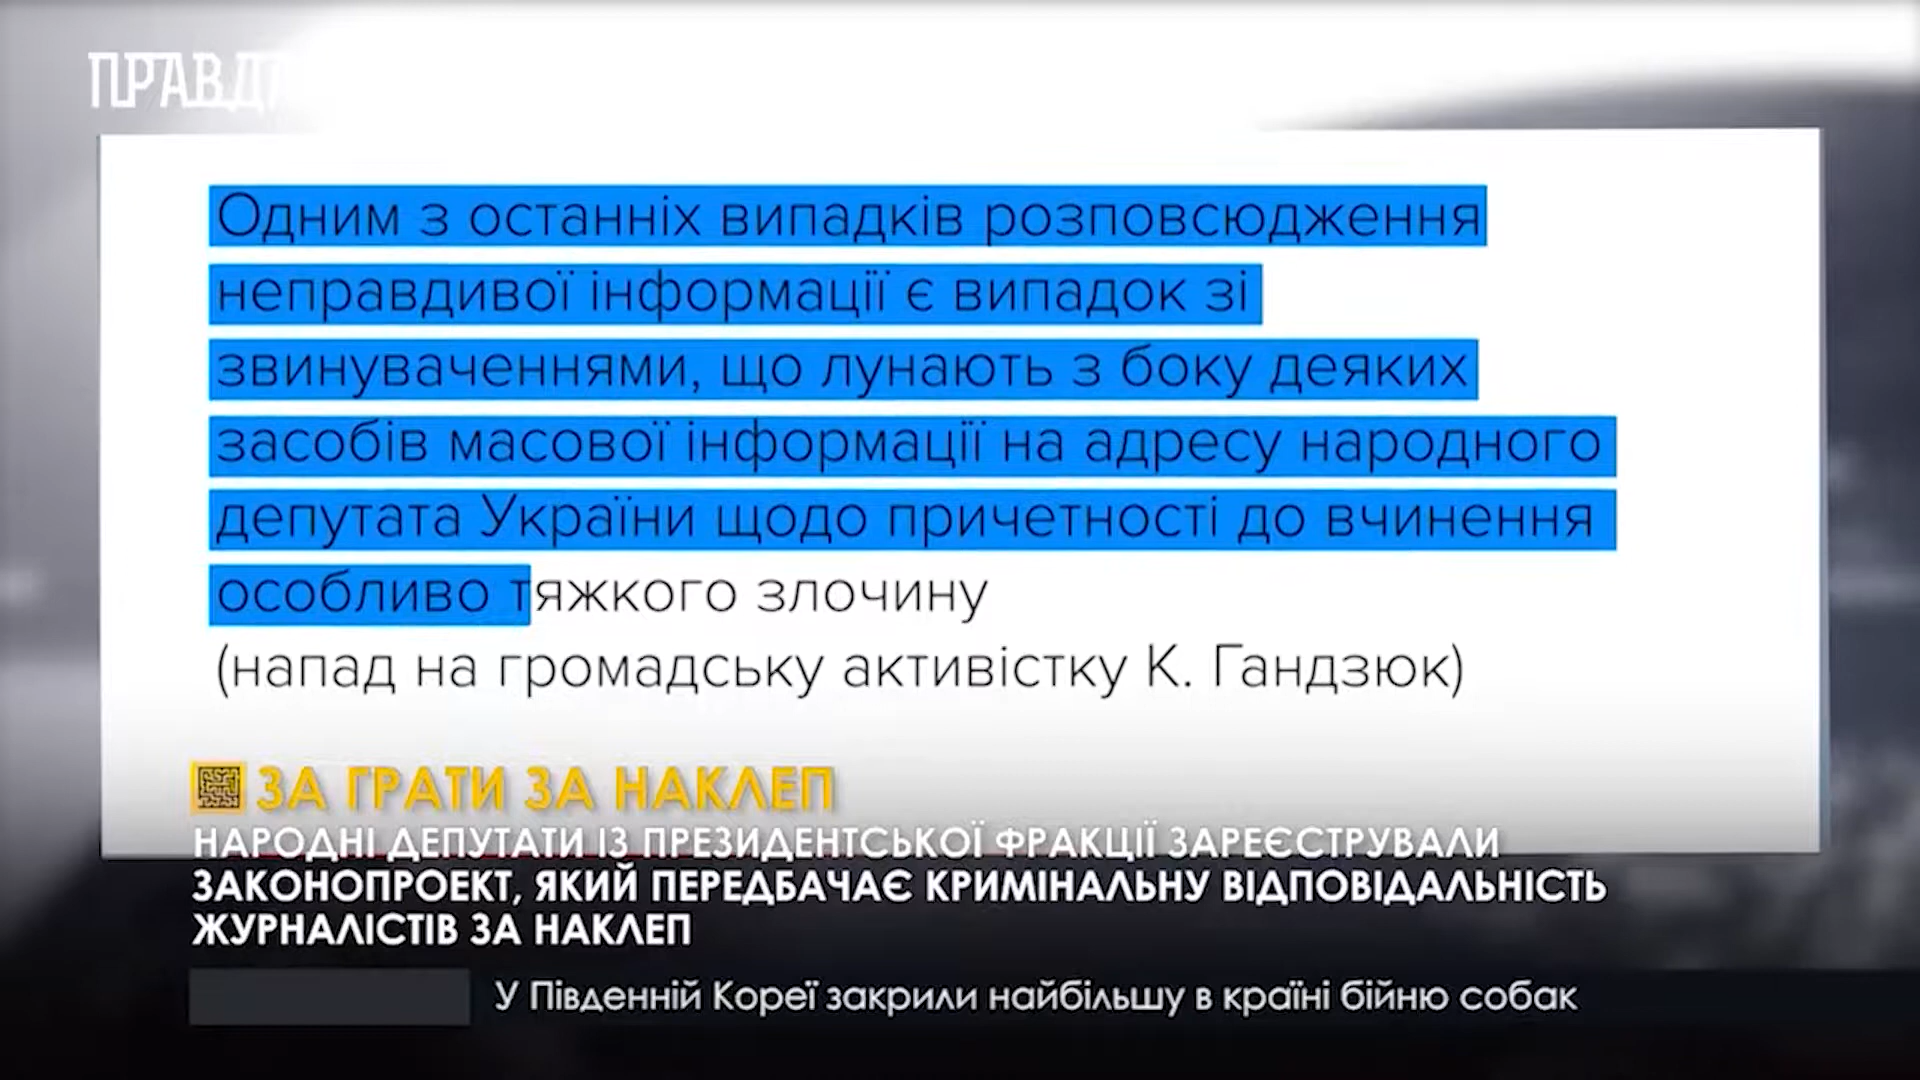 ПРАВДА
Одним з останніх випадків розповсюдження
неправдивої інформації є випадок зі
звинуваченнями, що лунають з боку деяких
засобів масової інформації на адресу народного
депутата України щодо причетності до вчинення
особливо тяжкого злочину
(напад на громадську активістку К. Гандзюк)
ЗА ГРАТИ ЗА НАКЛЕП
НАРОДНІ ДЕПУТАТИ ІЗ ПРЕЗИДЕНТСЬКОЇ ФРАКЦІЇ ЗАРЕЄСТРУВАЛИ
ЗАКОНОПРОЕКТ, ЯКИЙ ПЕРЕДБАЧАЄ КРИМІНАЛЬНУ ВІДПОВІДАЛЬНІСТЬ
ЖУРНАЛІСТІВ ЗА НАКЛЕП
У Південній Кореї закрили найбільшу в країні бійню собак